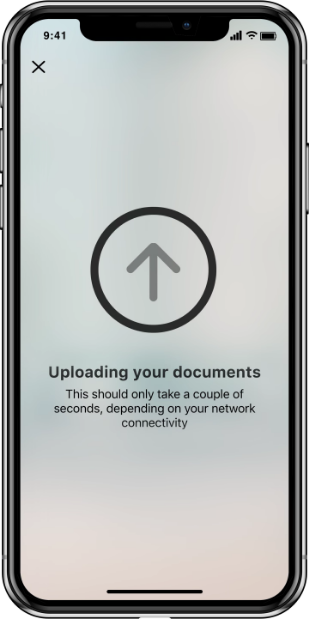 9:41
Uploading your documents
This should only take a couple of
seconds, depending on your network
connectivity